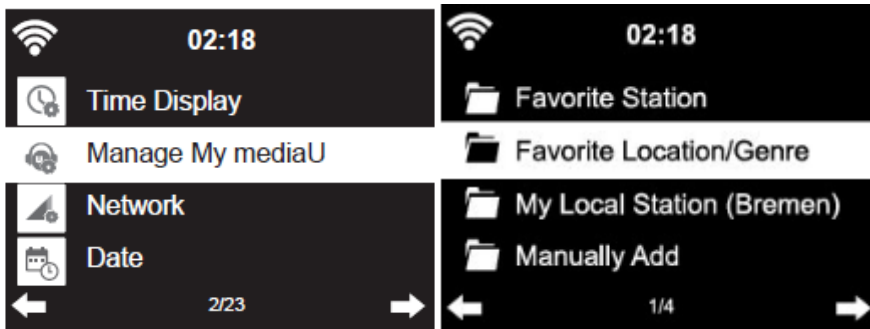 02:18
Time Display
Manage My mediaU
Network
Date
2/23
02:18
Favorite Station
Favorite Location/Genre
My Local Station (Bremen)
Manually Add
1/4